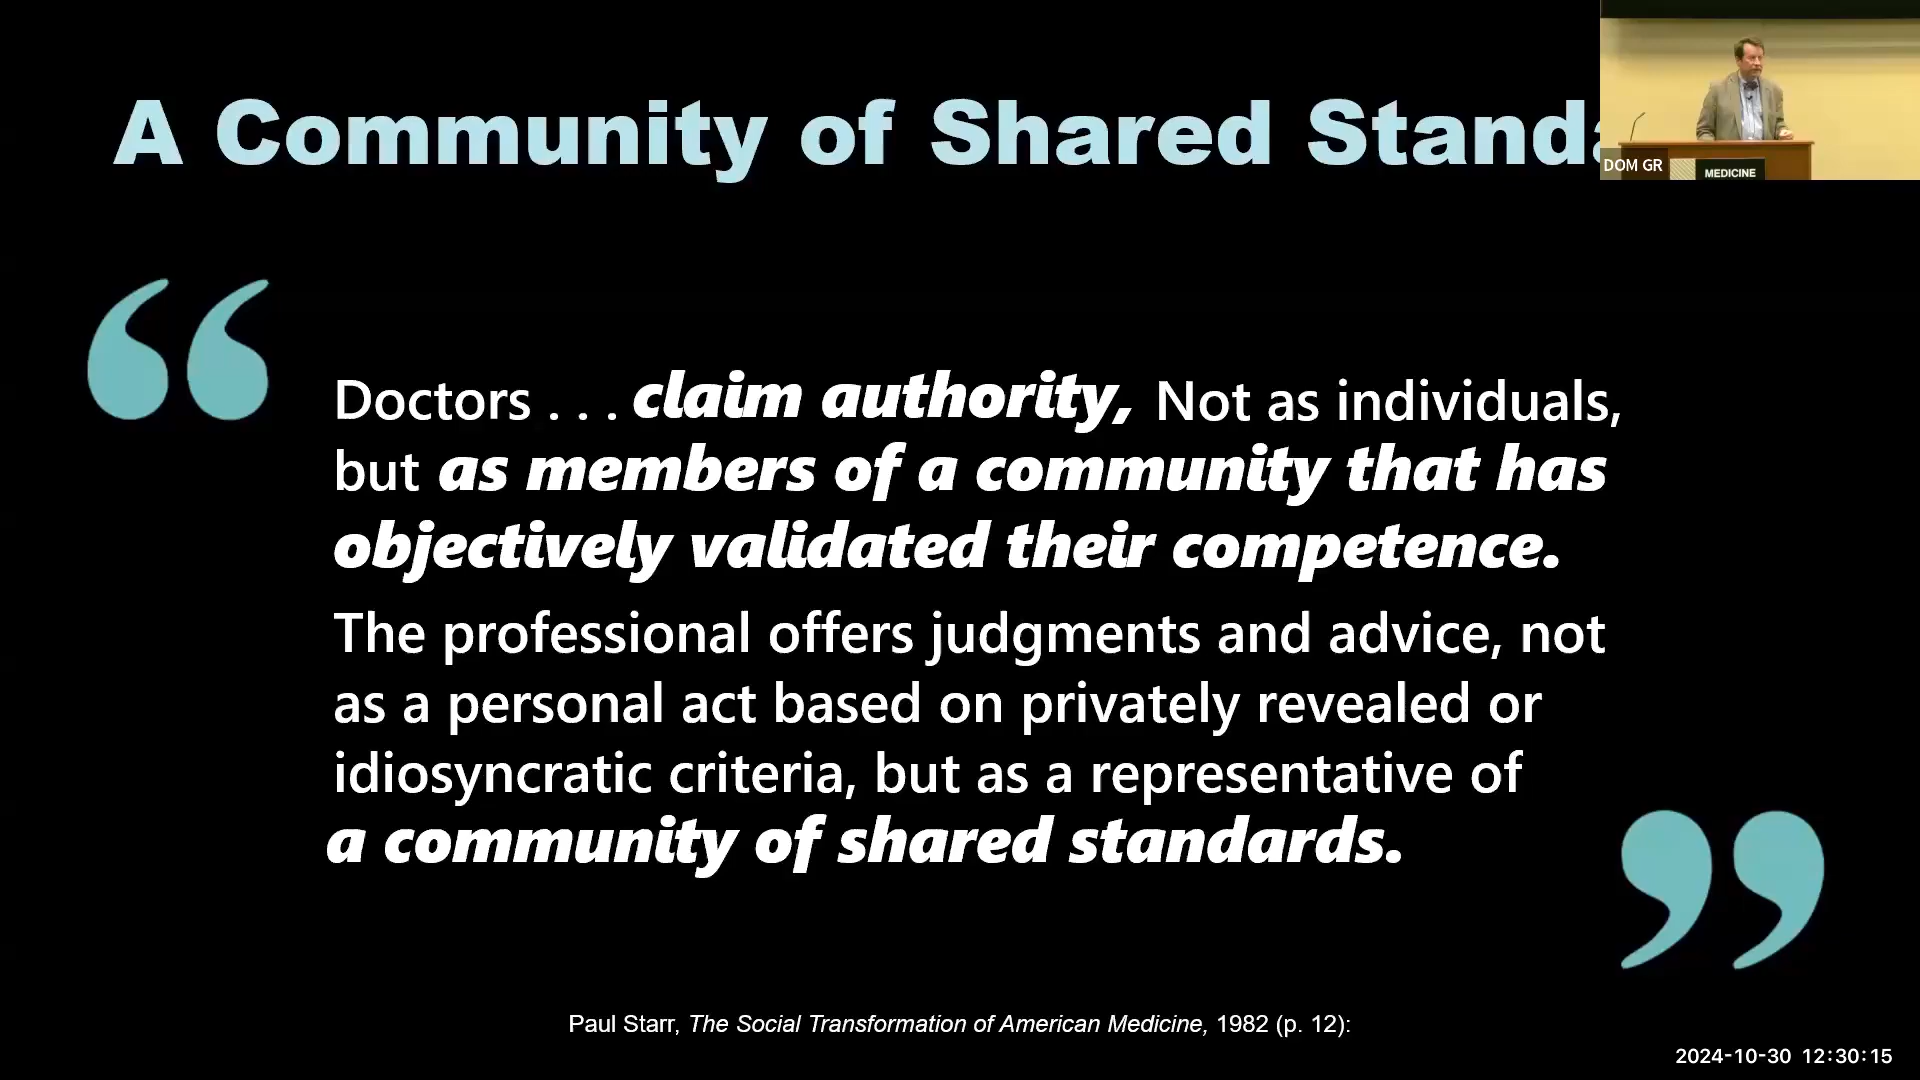 A Community of Shared Standa
DOM GR
MEDICINE
Doctors . . . claim authority, Not as individuals,
but as members of a community that has
objectively validated their competence.
The professional offers judgments and advice, not
as a personal act based on privately revealed or
idiosyncratic criteria, but as a representative of
a community of shared standards.
Paul Starr, The Social Transformation of American Medicine, 1982 (p. 12):
2024-10-30 12:30:15